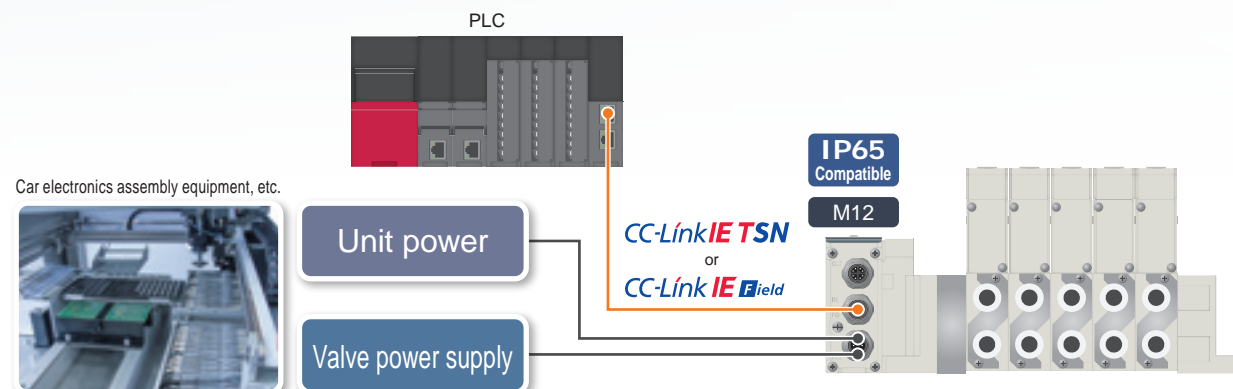 PLC
IP65
Compatible
M12
Car electronics assembly equipment, etc.
Unit power
Valve power supply
CC-Link IE TSN
or
CC-Link IE Field